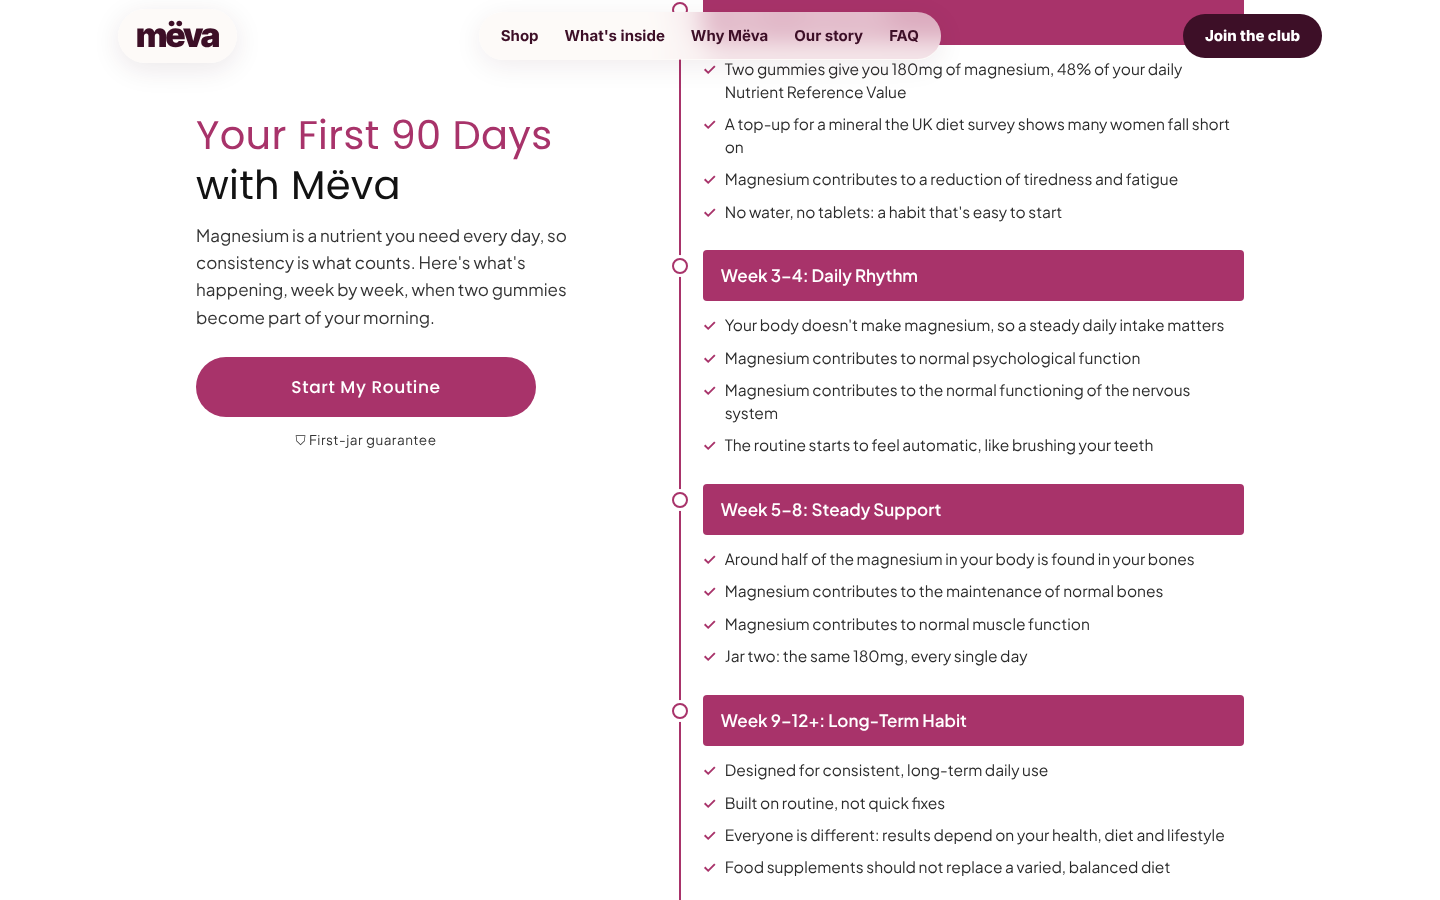 mëva
Shop
What's inside
Why Mëva
Our story
FAQ
Join the club
Your First 90 Days
with Mëva
Magnesium is a nutrient you need every day, so
consistency is what counts. Here's what's
happening, week by week, when two gummies
become part of your morning.
Start My Routine
First-jar guarantee
Two gummies give you 180mg of magnesium, 48% of your daily
Nutrient Reference Value
A top-up for a mineral the UK diet survey shows many women fall short
on
Magnesium contributes to a reduction of tiredness and fatigue
No water, no tablets: a habit that's easy to start
Week 3–4: Daily Rhythm
Your body doesn't make magnesium, so a steady daily intake matters
Magnesium contributes to normal psychological function
Magnesium contributes to the normal functioning of the nervous
system
The routine starts to feel automatic, like brushing your teeth
Week 5–8: Steady Support
Around half of the magnesium in your body is found in your bones
Magnesium contributes to the maintenance of normal bones
Magnesium contributes to normal muscle function
Jar two: the same 180mg, every single day
Week 9–12+: Long-Term Habit
Designed for consistent, long-term daily use
Built on routine, not quick fixes
Everyone is different: results depend on your health, diet and lifestyle
Food supplements should not replace a varied, balanced diet